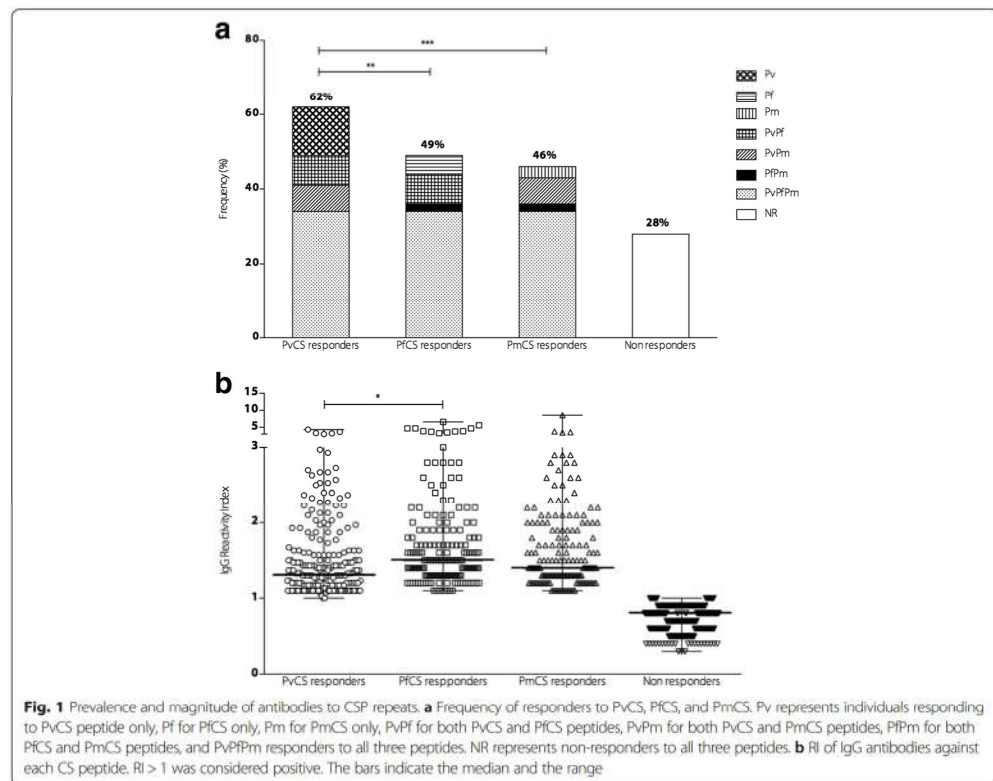 a
80
60
40
20
0
Frequency (%)
***
**
62%
49%
46%
28%
PvCS responders
PfCS responders
PmCS responders
Non responders
Pv
Pf
Pm
PvPf
PvPm
PfPm
PvPfPm
NR
b
15
10
5
3
2
1
0
IgG Reactivity Index
*
PvCS responders
PfCS resppnders
PmCS responders
Non responders
Fig. 1 Prevalence and magnitude of antibodies to CSP repeats. a Frequency of responders to PvCS, PfCS, and PmCS. Pv represents individuals responding
to PvCS peptide only, Pf for PfCS only, Pm for PmCS only, PvPf for both PvCS and PfCS peptides, PvPm for both PvCS and PmCS peptides, PfPm for both
PfCS and PmCS peptides, and PvPfPm responders to all three peptides. NR represents non-responders to all three peptides. b RI of IgG antibodies against
each CS peptide. RI > 1 was considered positive. The bars indicate the median and the range